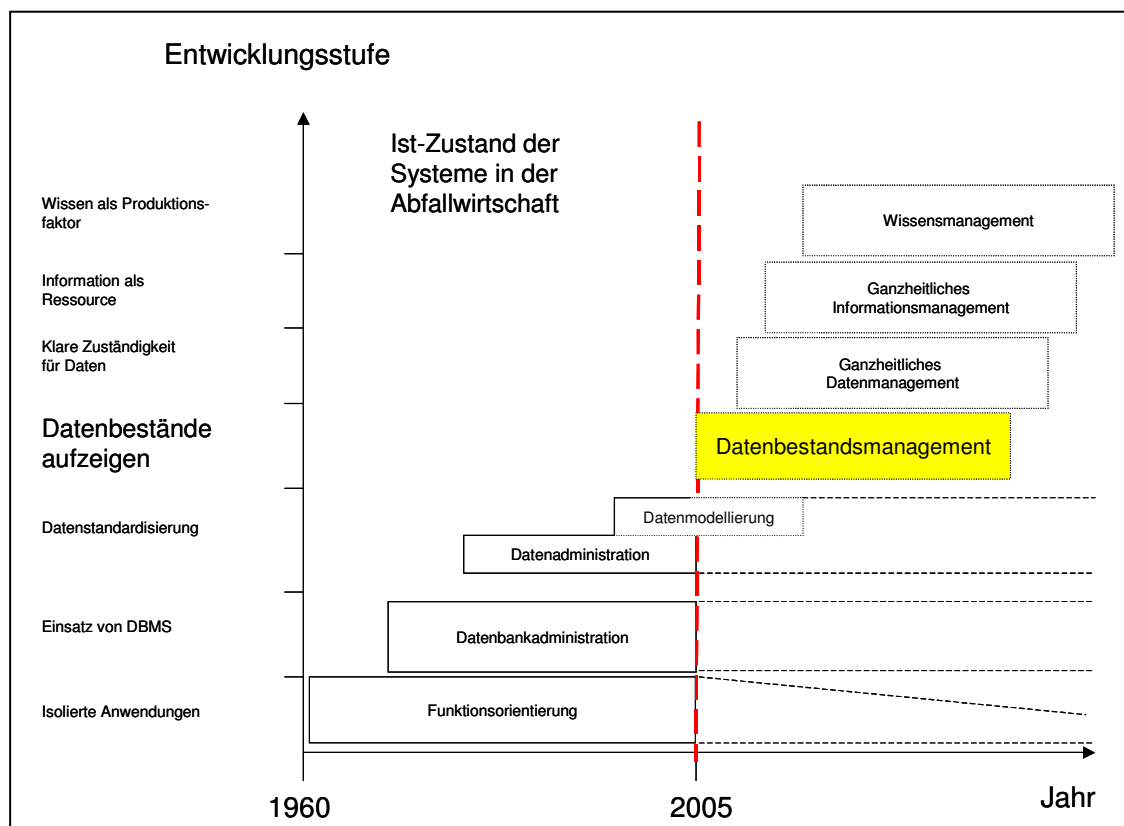 Entwicklungsstufe
Ist-Zustand der
Systeme in der
Abfallwirtschaft
Wissen als Produktions-
faktor
Wissensmanagement
Information als
Ressource
Ganzheitliches
Informationsmanagement
Klare Zuständigkeit
für Daten
Ganzheitliches
Datenmanagement
Datenbestände
aufzeigen
Datenbestandsmanagement
Datenstandardisierung
Datenmodellierung
Datenadministration
Einsatz von DBMS
Datenbankadministration
Isolierte Anwendungen
Funktionsorientierung
1960
2005
Jahr